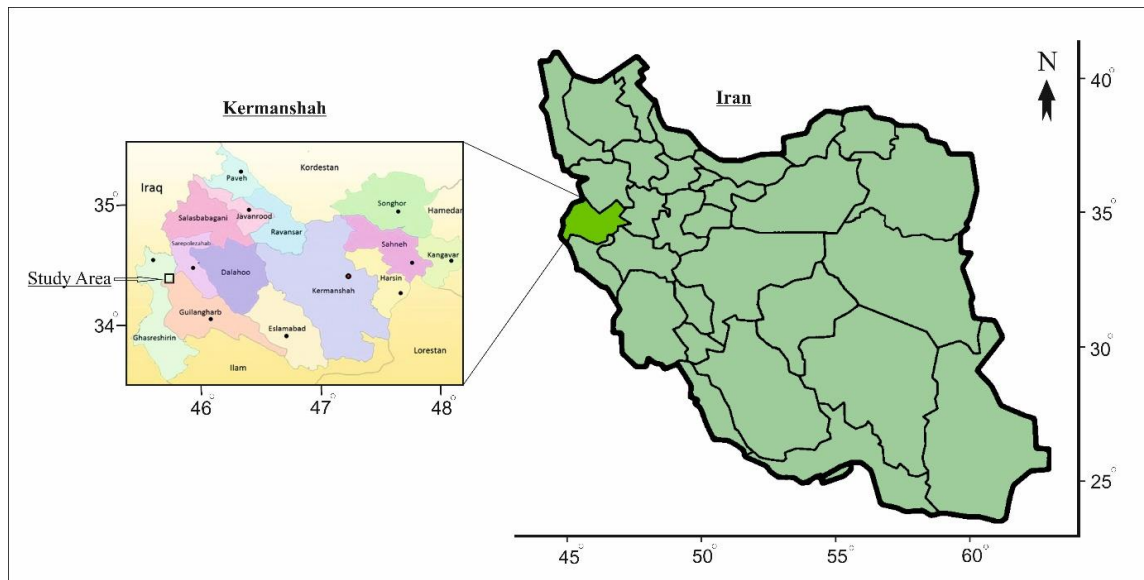 Kermanshah
Iraq
Paveh
Kordestan
Songhor
Hamedan
Javanrood
Salasbabagani
Ravansar
Sahneh
Kangavar
Dalahoo
Kermanshah
Harsin
Study Area
Guilangharb
Eslamabad
Ghasreshirin
Lorestan
Ilam
35°
34°
46°
47°
48°
Iran
N
40°
35°
30°
25°
45°
50°
55°
60°